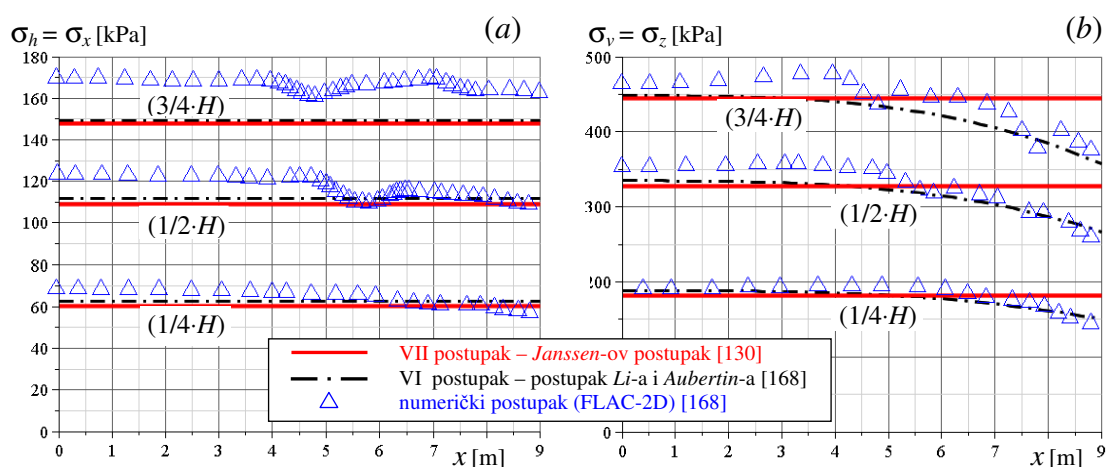 σh = σx [kPa]
(a)
180
160
140
120
100
80
60
40
20
0
(3/4·H)
(1/2·H)
(1/4·H)
0 1 2 3 4 5 6 7 8 9
x [m]
σv = σz [kPa]
(b)
500
400
300
200
100
0
(3/4·H)
(1/2·H)
(1/4·H)
0 1 2 3 4 5 6 7 8 9
x [m]
VII postupak – Janssen-ov postupak [130]
VI postupak – postupak Li-a i Aubertin-a [168]
numerički postupak (FLAC-2D) [168]